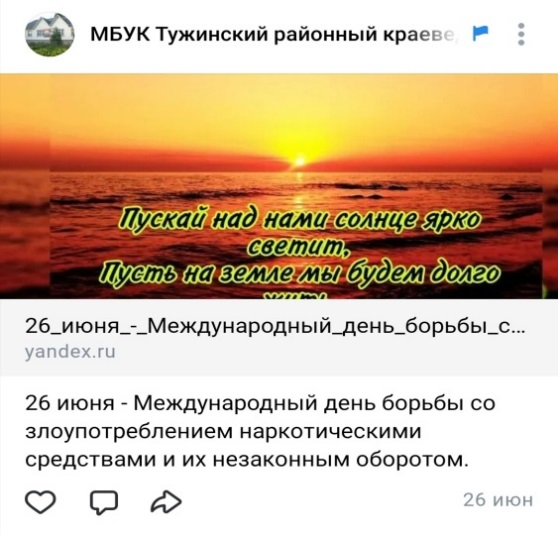 МБУК Тужинский районный краеве
Пускай над нами солнце ярко
светит,
Пусть на земле мы будем долго
26_июня_-_Международный_день_борьбы_с...
yandex.ru
26 июня - Международный день борьбы со
злоупотреблением наркотическими
средствами и их незаконным оборотом.
26 июн